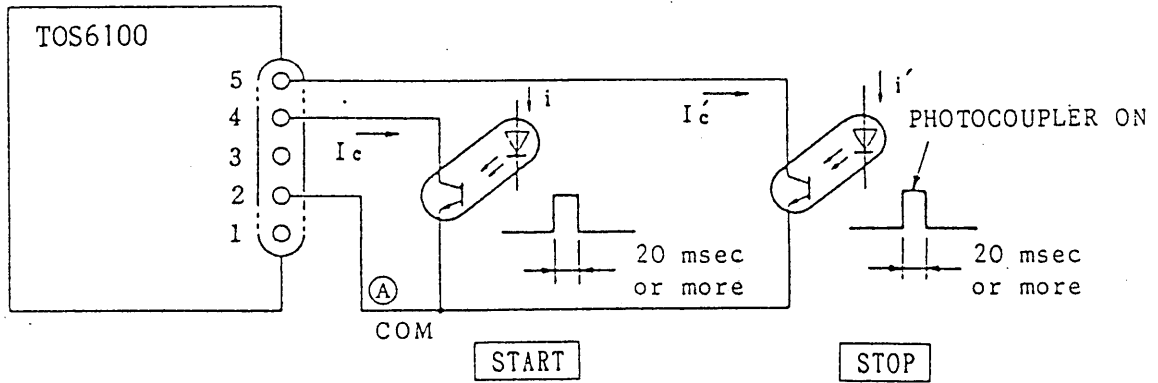 TOS6100
5
4
3
2
1
Ic
i
Ic′
i′
PHOTOCOUPLER ON
20 msec
or more
20 msec
or more
A
COM
START
STOP